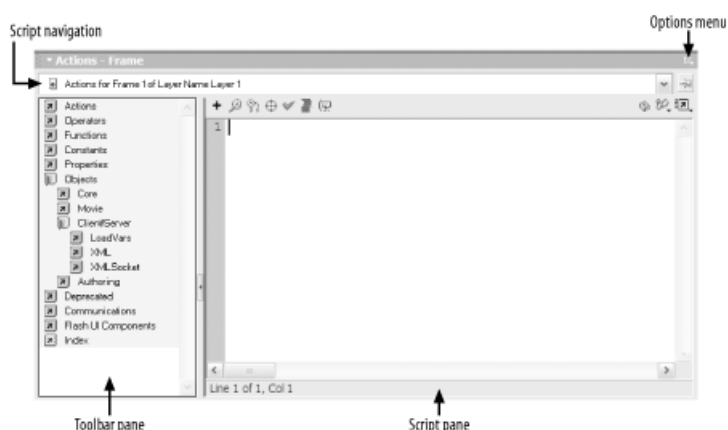 Script navigation
Options menu
Actions - Frame
Actions for Frame 1 of Layer Name Layer 1
Actions
Operators
Functions
Constants
Properties
Objects
Core
Movie
Client/Server
LoadVars
XML
XMLSocket
Authoring
Deprecated
Communications
Flash UI Components
Index
1
Line 1 of 1, Col 1
Toolbar pane
Script pane